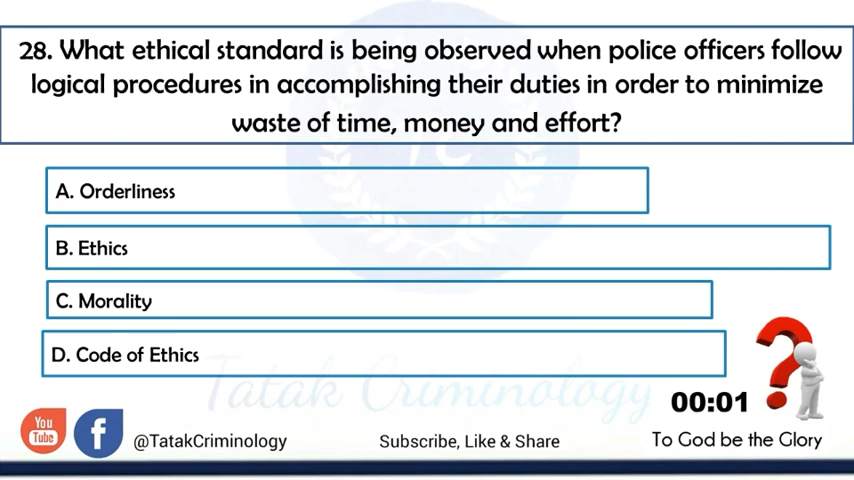 28. What ethical standard is being observed when police officers follow
logical procedures in accomplishing their duties in order to minimize
waste of time, money and effort?
A. Orderliness
B. Ethics
C. Morality
D. Code of Ethics
Tatak Criminology
00:01
You
Tube
f
@TatakCriminology
Subscribe, Like & Share
To God be the Glory